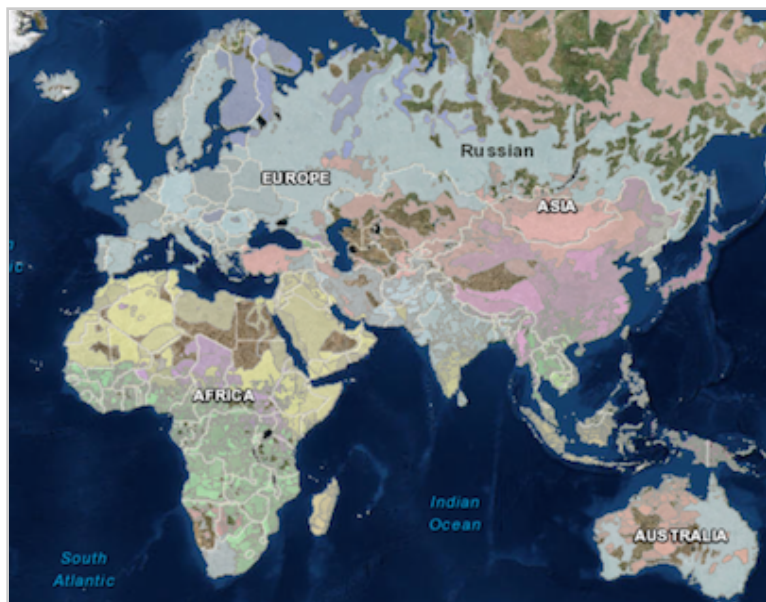 Russian
EUROPE
ASIA
AFRICA
Indian
Ocean
AUSTRALIA
South
Atlantic